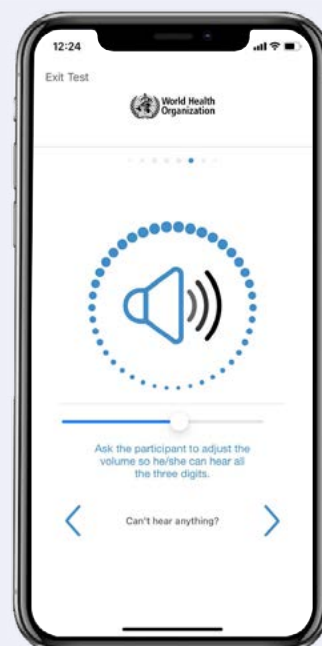 12:24
Exit Test
World Health
Organization
Ask the participant to adjust the
volume so he/she can hear all
the three digits.
Can't hear anything?